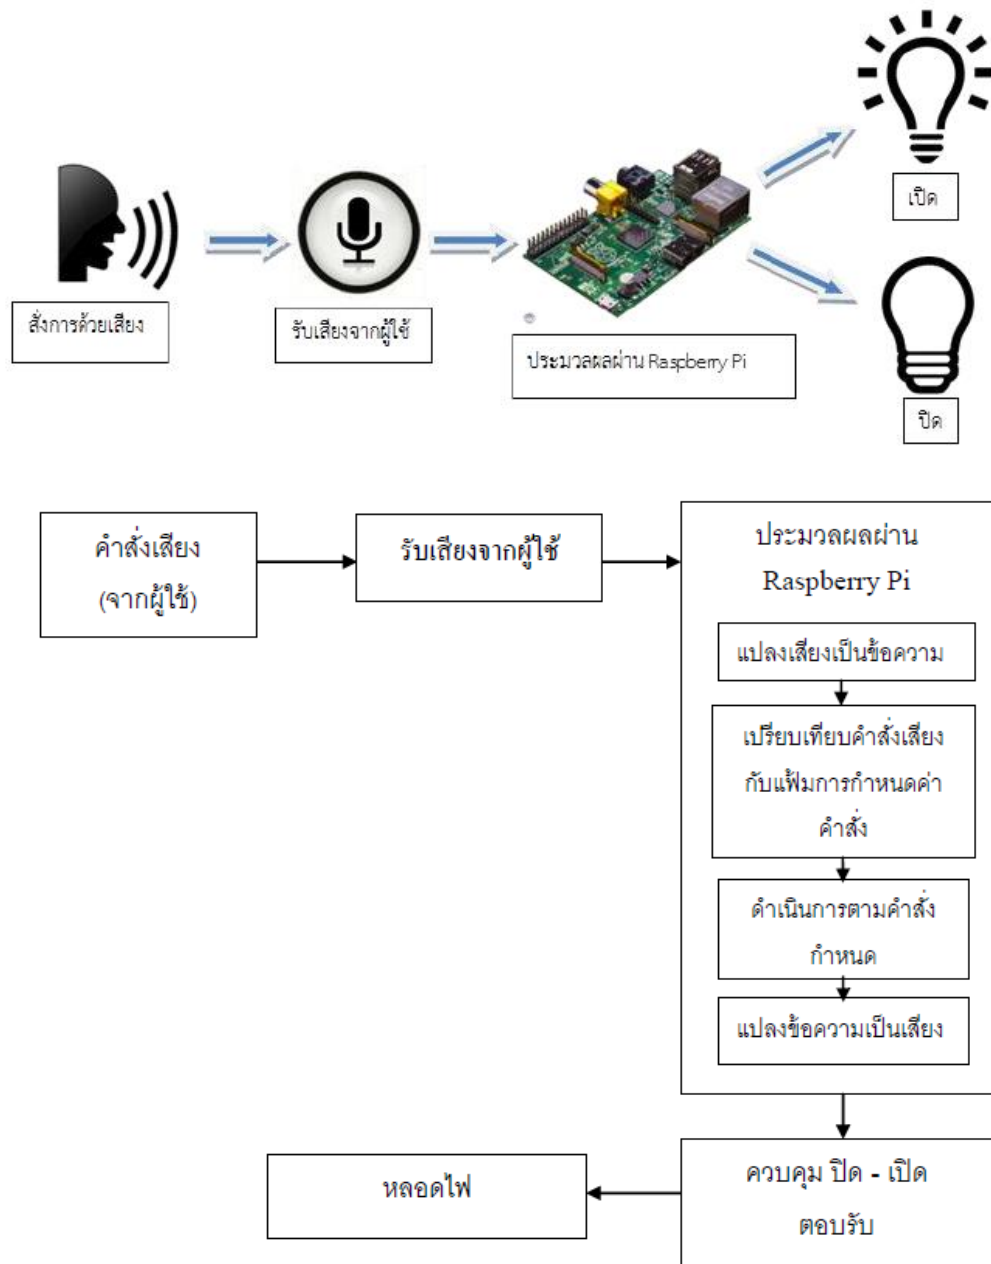 เปิด
สั่งการด้วยเสียง
รับเสียงจากผู้ใช้
ประมวลผลผ่าน Raspberry Pi
ปิด
คำสั่งเสียง
(จากผู้ใช้)
รับเสียงจากผู้ใช้
ประมวลผลผ่าน
Raspberry Pi
แปลงเสียงเป็นข้อความ
เปรียบเทียบคำสั่งเสียง
กับแฟ้มการกำหนดค่า
คำสั่ง
ดำเนินการตามคำสั่ง
กำหนด
แปลงข้อความเป็นเสียง
ควบคุม ปิด - เปิด
ตอบรับ
หลอดไฟ